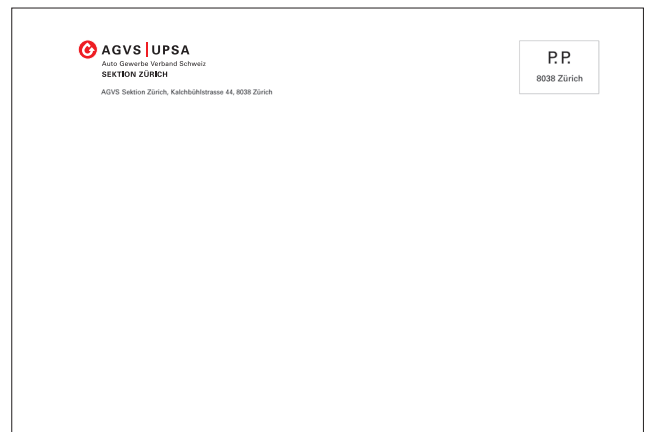 AGVS UPSA
Auto Gewerbe Verband Schweiz
SEKTION ZÜRICH
AGVS Sektion Zürich, Kalchbühlstrasse 44, 8038 Zürich
P. P.
8038 Zürich